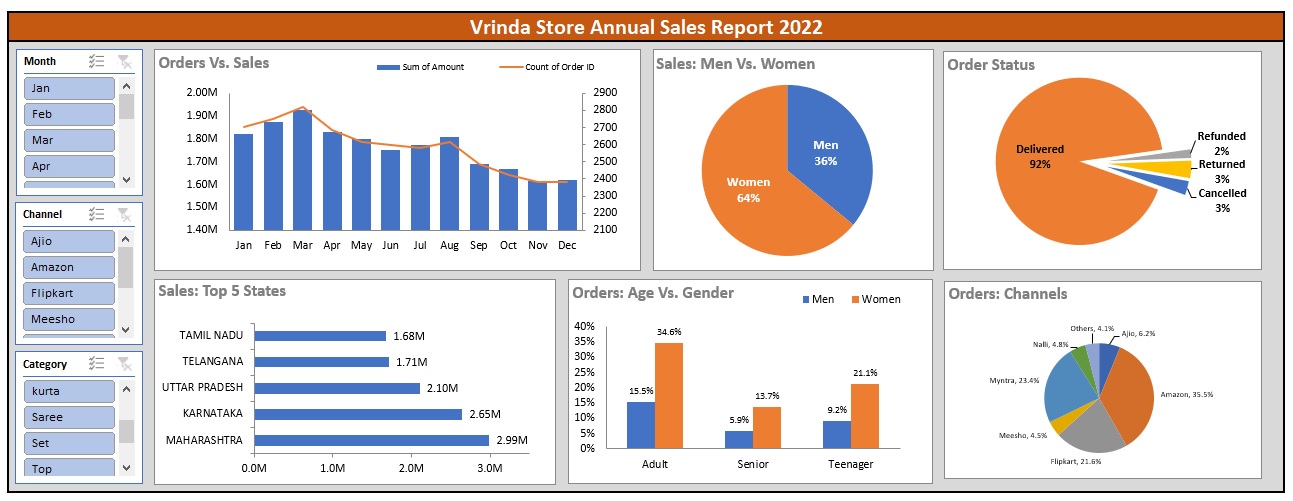 Vrinda Store Annual Sales Report 2022
Month
Jan
Feb
Mar
Apr
Channel
Ajio
Amazon
Flipkart
Meesho
Category
kurta
Saree
Set
Top
Orders Vs. Sales
Sum of Amount
Count of Order ID
2.00M
1.90M
1.80M
1.70M
1.60M
1.50M
1.40M
2900
2800
2700
2600
2500
2400
2300
2200
2100
Jan Feb Mar Apr May Jun Jul Aug Sep Oct Nov Dec
Sales: Men Vs. Women
Men
36%
Women
64%
Order Status
Delivered
92%
Refunded
2%
Returned
3%
Cancelled
3%
Sales: Top 5 States
TAMIL NADU 1.68M
TELANGANA 1.71M
UTTAR PRADESH 2.10M
KARNATAKA 2.65M
MAHARASHTRA 2.99M
0.0M 1.0M 2.0M 3.0M
Orders: Age Vs. Gender
Men Women
40%
35%
30%
25%
20%
15%
10%
5%
0%
15.5% 34.6%
5.9% 13.7%
9.2% 21.1%
Adult Senior Teenager
Orders: Channels
Others, 4.1%
Ajio, 6.2%
Nalli, 4.8%
Myntra, 23.4%
Amazon, 35.5%
Meesho, 4.5%
Flipkart, 21.6%